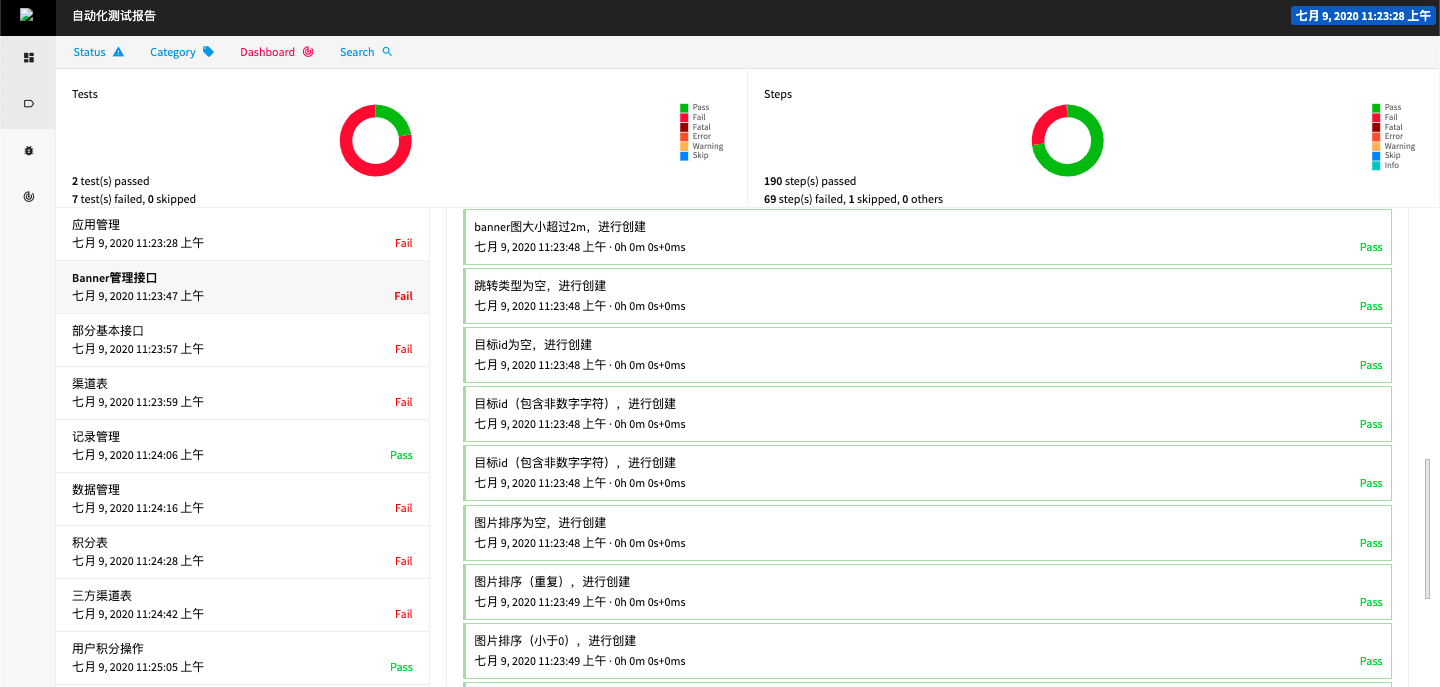 自动化测试报告
七月 9, 2020 11:23:28 上午
Status
Category
Dashboard
Search
Tests
Pass
Fail
Fatal
Error
Warning
Skip
2 test(s) passed
7 test(s) failed, 0 skipped
Steps
Pass
Fail
Fatal
Error
Warning
Skip
Info
190 step(s) passed
69 step(s) failed, 1 skipped, 0 others
应用管理
七月 9, 2020 11:23:28 上午
Fail
Banner管理接口
七月 9, 2020 11:23:47 上午
Fail
部分基本接口
七月 9, 2020 11:23:57 上午
Fail
渠道表
七月 9, 2020 11:23:59 上午
Fail
记录管理
七月 9, 2020 11:24:06 上午
Pass
数据管理
七月 9, 2020 11:24:16 上午
Fail
积分表
七月 9, 2020 11:24:28 上午
Fail
三方渠道表
七月 9, 2020 11:24:42 上午
Fail
用户积分操作
七月 9, 2020 11:25:05 上午
Pass
banner图大小超过2m，进行创建
七月 9, 2020 11:23:48 上午 · 0h 0m 0s+0ms
Pass
跳转类型为空，进行创建
七月 9, 2020 11:23:48 上午 · 0h 0m 0s+0ms
Pass
目标id为空，进行创建
七月 9, 2020 11:23:48 上午 · 0h 0m 0s+0ms
Pass
目标id（包含非数字字符），进行创建
七月 9, 2020 11:23:48 上午 · 0h 0m 0s+0ms
Pass
目标id（包含非数字字符），进行创建
七月 9, 2020 11:23:48 上午 · 0h 0m 0s+0ms
Pass
图片排序为空，进行创建
七月 9, 2020 11:23:48 上午 · 0h 0m 0s+0ms
Pass
图片排序（重复），进行创建
七月 9, 2020 11:23:49 上午 · 0h 0m 0s+0ms
Pass
图片排序（小于0），进行创建
七月 9, 2020 11:23:49 上午 · 0h 0m 0s+0ms
Pass